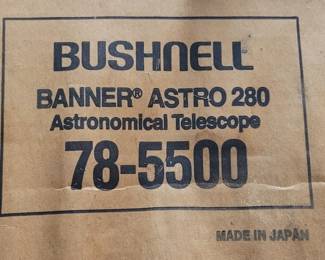 BUSHNELL
BANNER® ASTRO 280
Astronomical Telescope
78-5500
MADE IN JAPAN